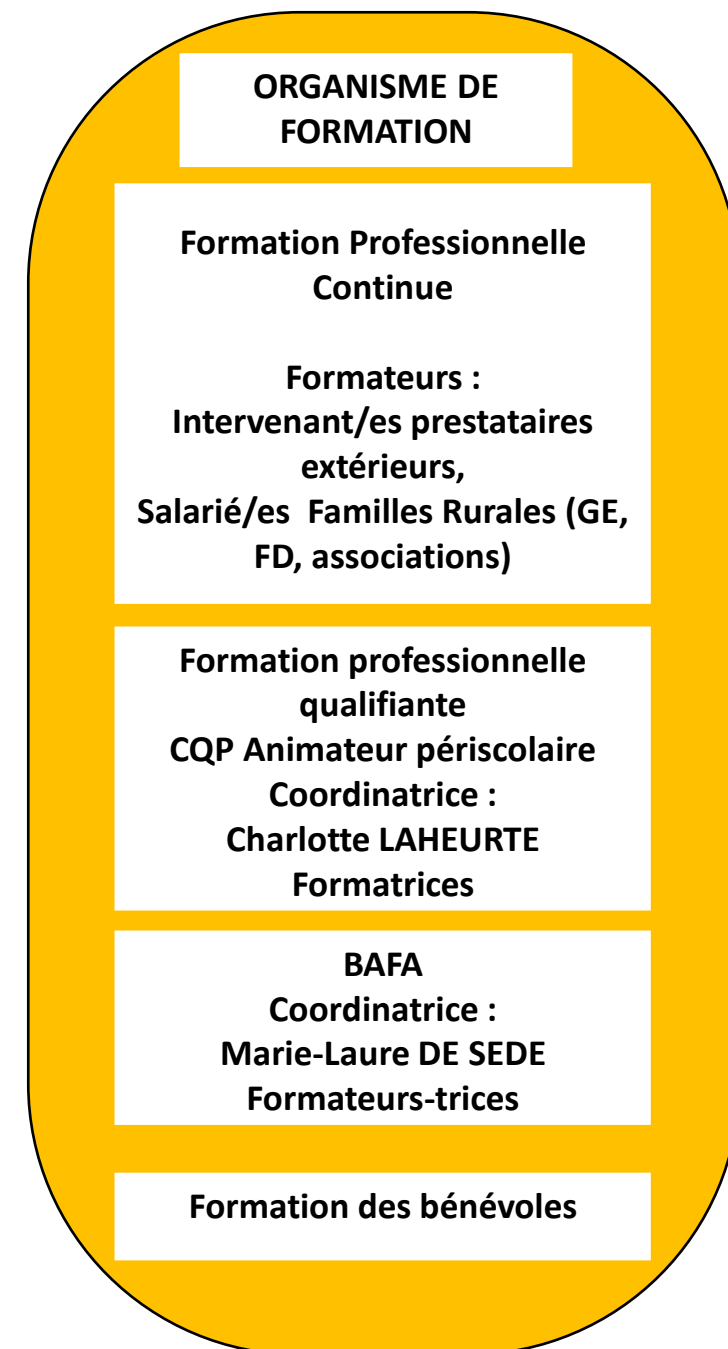 ORGANISME DE
FORMATION
Formation Professionnelle
Continue
Formateurs :
Intervenant/es prestataires
extérieurs,
Salarié/es  Familles Rurales (GE,
FD, associations)
Formation professionnelle
qualifiante
CQP Animateur périscolaire
Coordinatrice :
Charlotte LAHEURTE
Formatrices
BAFA
Coordinatrice :
Marie-Laure DE SEDE
Formateurs-trices
Formation des bénévoles